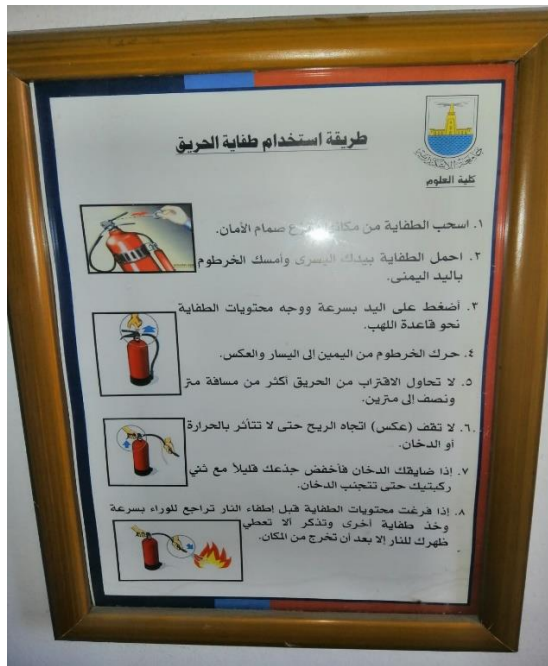 كلية العلوم
طريقة استخدام طفاية الحريق
١. اسحب الطفاية من صمام الأمان.
٢. احمل الطفاية بيدك اليسرى وأمسك الخرطوم
باليد اليمنى.
٣. أضغط على اليد بسرعة ووجه محتويات الطفاية
نحو قاعدة اللهب.
٤. حرك الخرطوم من اليمين إلى اليسار والعكس.
٥. لا تحاول الاقتراب من الحريق أكثر من مسافة متر
ونصف إلى مترين.
٦. لا تقف (عكس) اتجاه الريح حتى لا تتأثر بالحرارة
أو الدخان.
٧. إذا ضايقك الدخان فأخفض جذعك قليلاً مع ثني
ركبتيك حتى تتجنب الدخان.
٨. إذا فرغت محتويات الطفاية قبل إطفاء النار تراجع للوراء بسرعة
وخذ طفاية أخرى وتذكر ألا تعطي
ظهرك للنار إلا بعد أن تخرج من المكان.